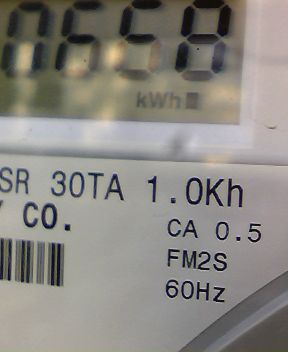 kWh
SR 30TA 1.0Kh
Y CO.
CA 0.5
FM2S
60Hz